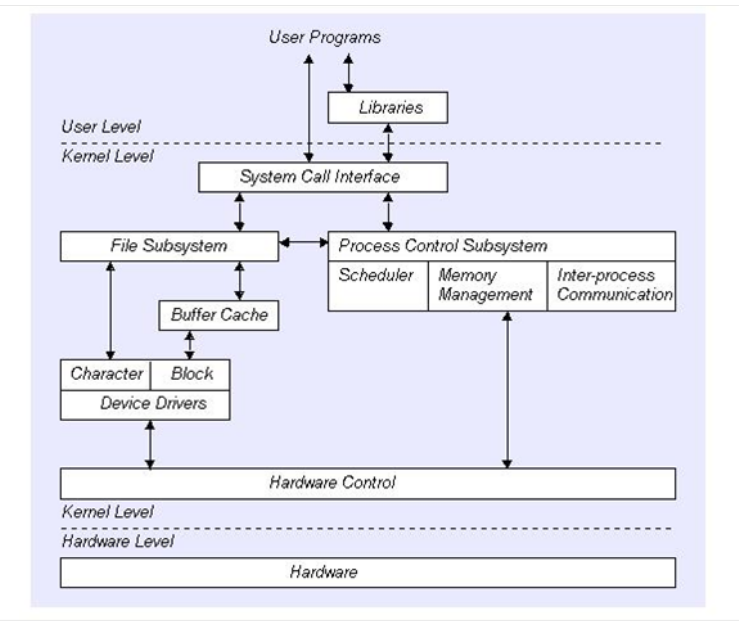 User Programs
Libraries
User Level
Kernel Level
System Call Interface
File Subsystem
Process Control Subsystem
Scheduler
Memory
Management
Inter-process
Communication
Buffer Cache
Character
Block
Device Drivers
Hardware Control
Kernel Level
Hardware Level
Hardware